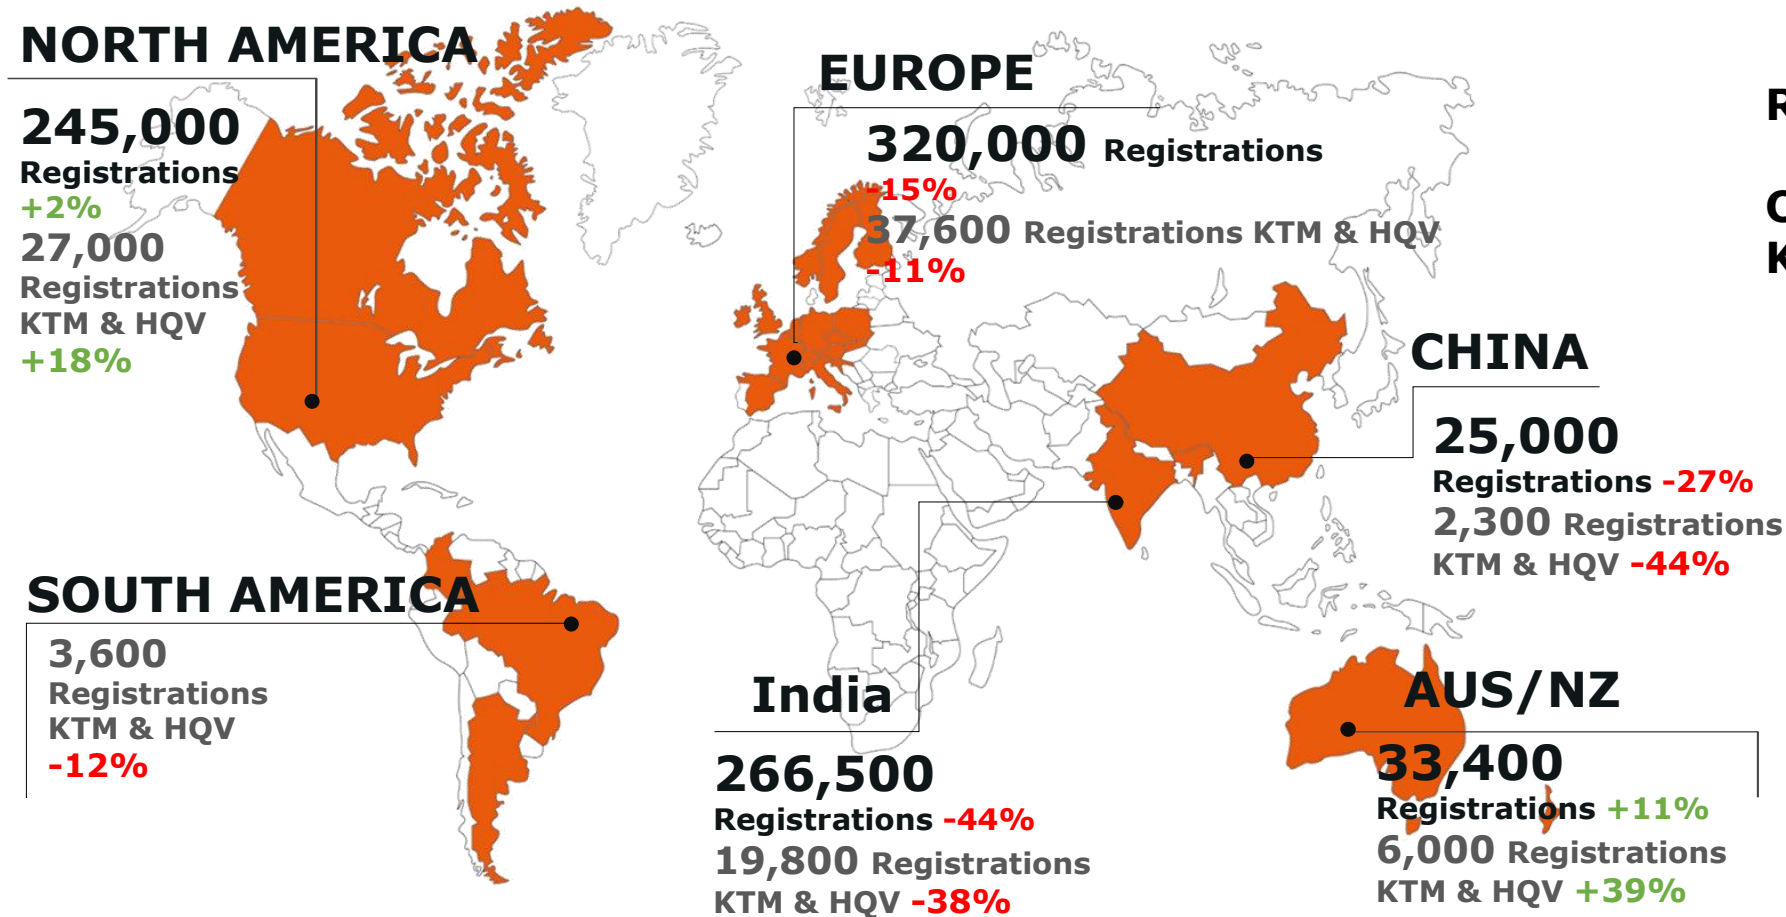 NORTH AMERICA
245,000
Registrations
+2%
27,000
Registrations
KTM & HQV
+18%
EUROPE
320,000 Registrations
-15%
37,600 Registrations KTM & HQV
-11%
CHINA
25,000
Registrations -27%
2,300 Registrations
KTM & HQV -44%
SOUTH AMERICA
3,600
Registrations
KTM & HQV
-12%
India
266,500
Registrations -44%
19,800 Registrations
KTM & HQV -38%
AUS/NZ
33,400
Registrations +11%
6,000 Registrations
KTM & HQV +39%